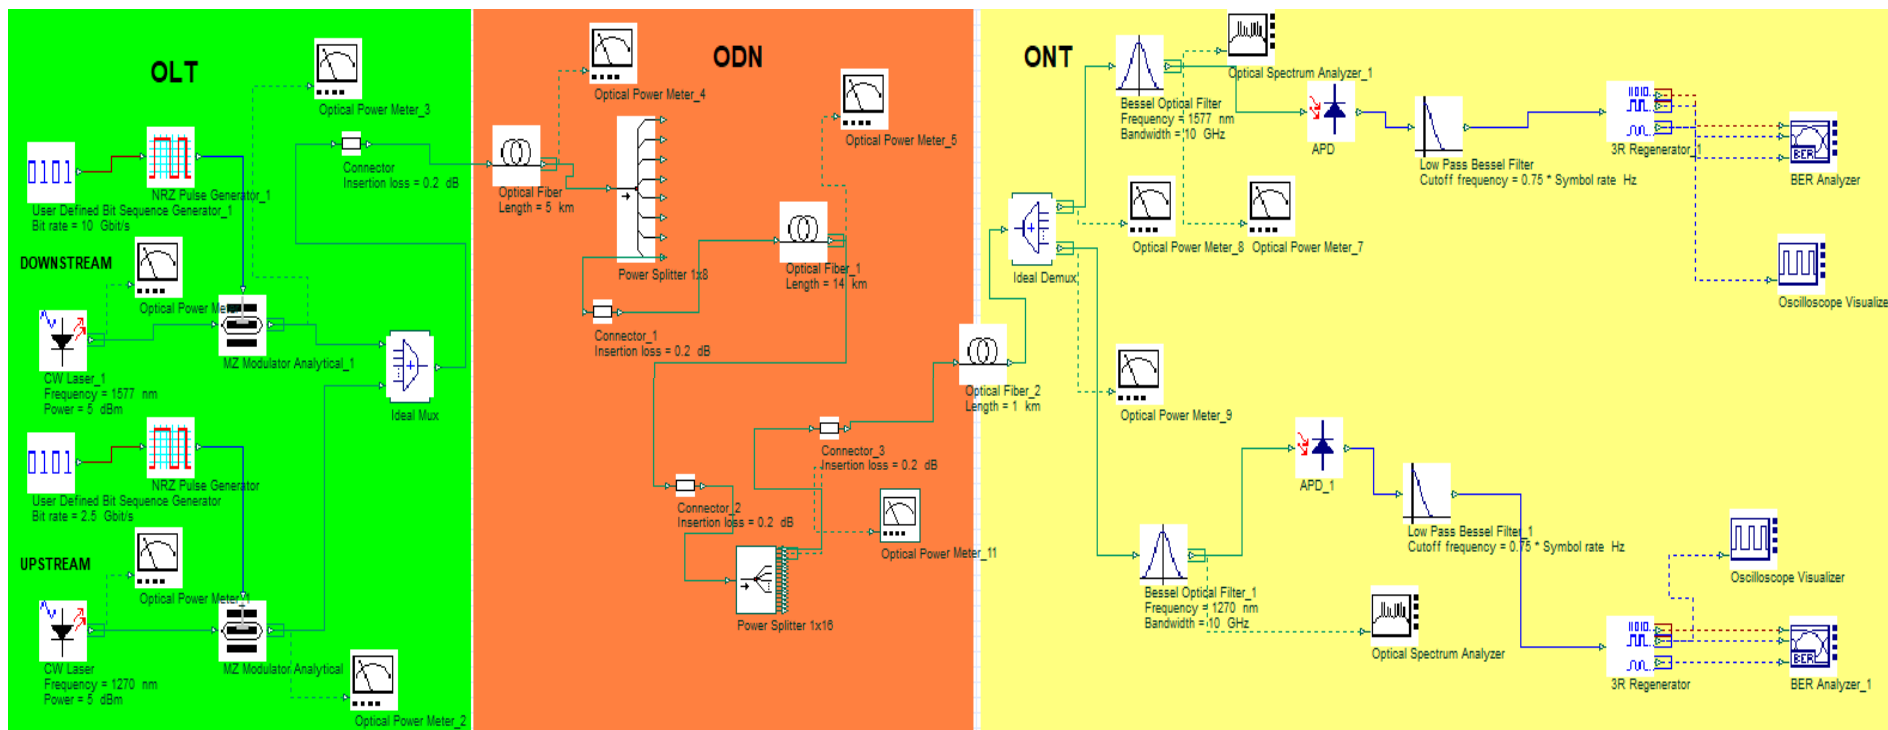 OLT
Optical Power Meter_3
Connector
Insertion loss = 0.2 dB
0101
NRZ Pulse Generator_1
User Defined Bit Sequence Generator_1
Bit rate = 10 Gbit/s
DOWNSTREAM
Optical Power Mete
MZ Modulator Analytical_1
CW Laser_1
Frequency = 1577 nm
Power = 5 dBm
Ideal Mux
0101
NRZ Pulse Generator
User Defined Bit Sequence Generator
Bit rate = 2.5 Gbit/s
UPSTREAM
Optical Power Meter_1
CW Laser
Frequency = 1270 nm
Power = 5 dBm
MZ Modulator Analytical
Optical Power Meter_2
ODN
Optical Power Meter_4
Optical Power Meter_5
Optical Fiber
Length = 5 km
Power Splitter 1x8
Optical Fiber_1
Length = 14 km
Connector_1
Insertion loss = 0.2 dB
Optical Fiber_2
Length = 1 km
Connector_3
Insertion loss = 0.2 dB
Connector_2
Insertion loss = 0.2 dB
Optical Power Meter_11
Power Splitter 1x16
ONT
Optical Spectrum Analyzer_1
Bessel Optical Filter
Frequency = 1577 nm
Bandwidth = 10 GHz
APD
Low Pass Bessel Filter
Cutoff frequency = 0.75 * Symbol rate Hz
3R Regenerator_1
BER
BER Analyzer
Optical Power Meter_8
Optical Power Meter_7
Ideal Demux
Oscilloscope Visualize
Optical Power Meter_9
APD_1
Low Pass Bessel Filter_1
Cutoff frequency = 0.75 * Symbol rate Hz
Bessel Optical Filter_1
Frequency = 1270 nm
Bandwidth = 10 GHz
Optical Spectrum Analyzer
Oscilloscope Visualizer
3R Regenerator
BER
BER Analyzer_1